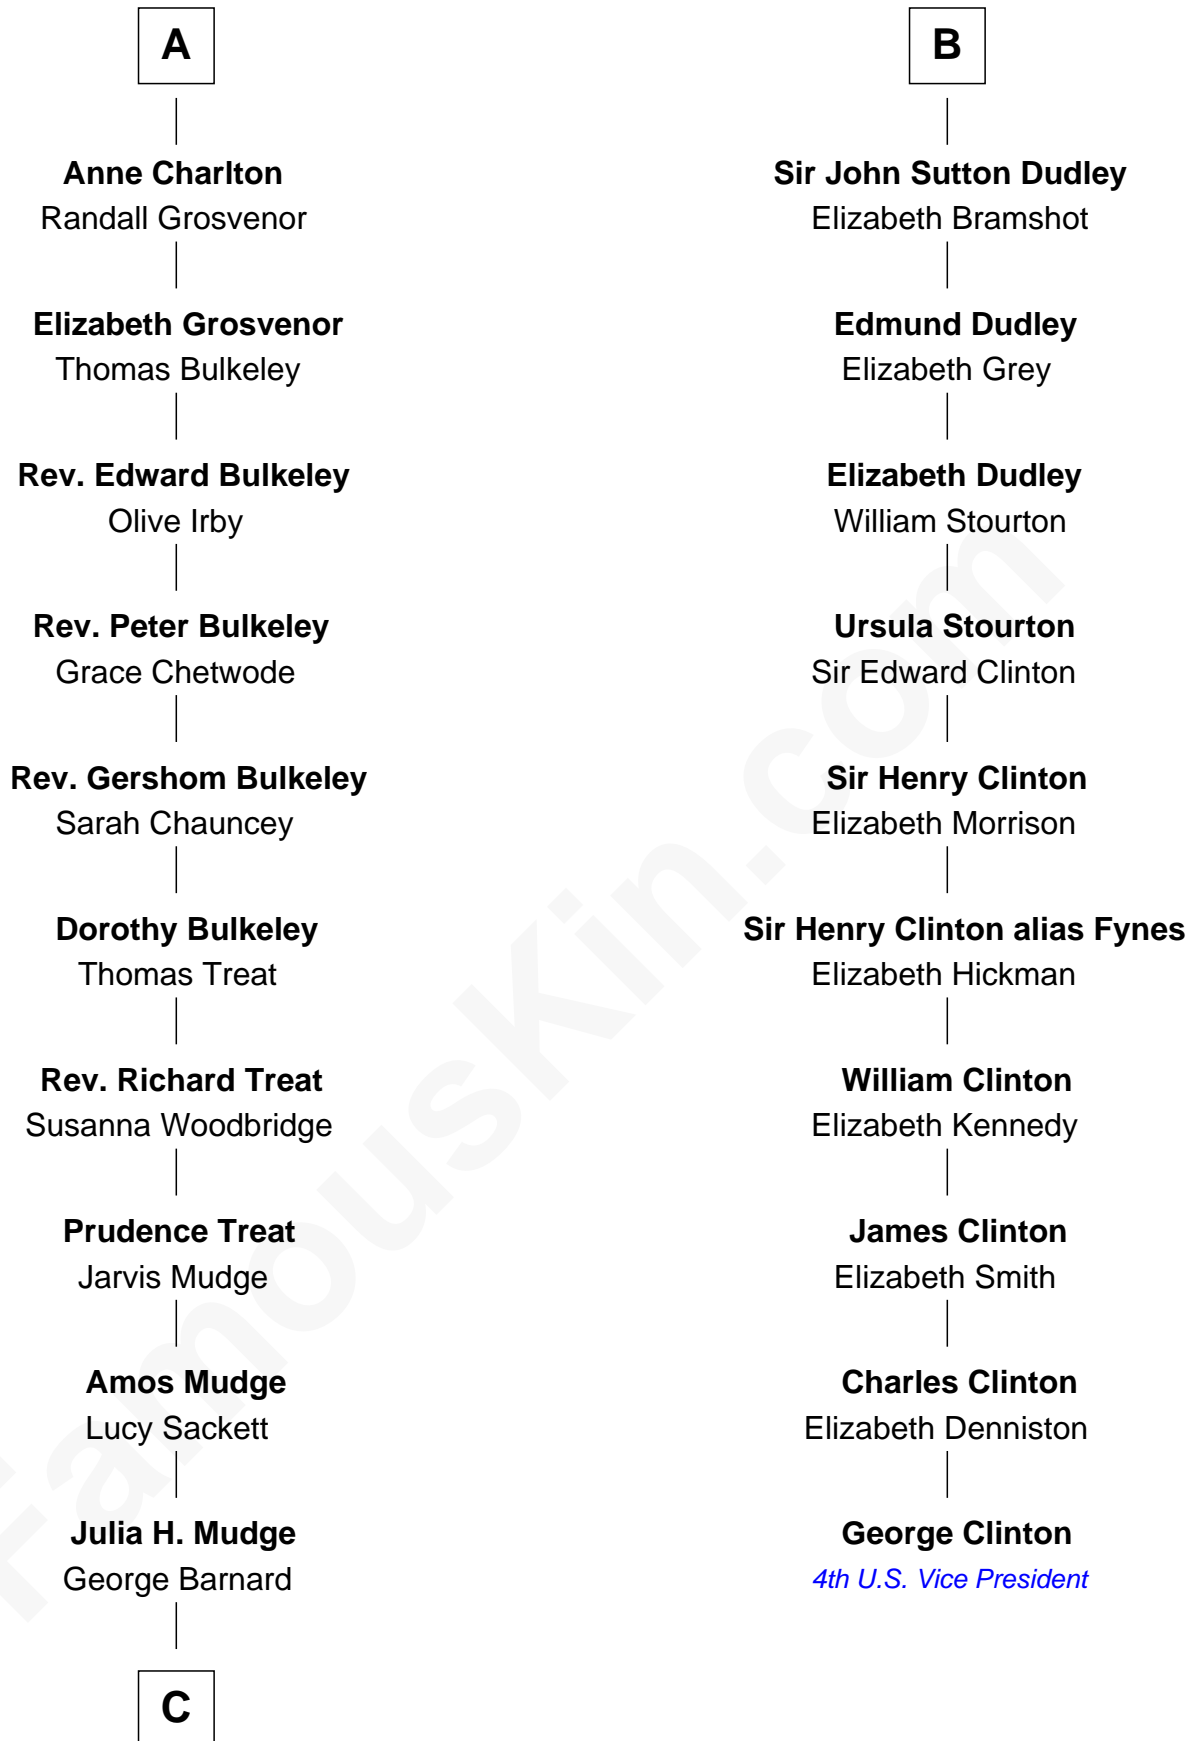 A
Anne Charlton
Randall Grosvenor
Elizabeth Grosvenor
Thomas Bulkeley
Rev. Edward Bulkeley
Olive Irby
Rev. Peter Bulkeley
Grace Chetwode
Rev. Gershom Bulkeley
Sarah Chauncey
Dorothy Bulkeley
Thomas Treat
Rev. Richard Treat
Susanna Woodbridge
Prudence Treat
Jarvis Mudge
Amos Mudge
Lucy Sackett
Julia H. Mudge
George Barnard
C
B
Sir John Sutton Dudley
Elizabeth Bramshot
Edmund Dudley
Elizabeth Grey
Elizabeth Dudley
William Stourton
Ursula Stourton
Sir Edward Clinton
Sir Henry Clinton
Elizabeth Morrison
Sir Henry Clinton alias Fynes
Elizabeth Hickman
William Clinton
Elizabeth Kennedy
James Clinton
Elizabeth Smith
Charles Clinton
Elizabeth Denniston
George Clinton
4th U.S. Vice President
FamousKin.com